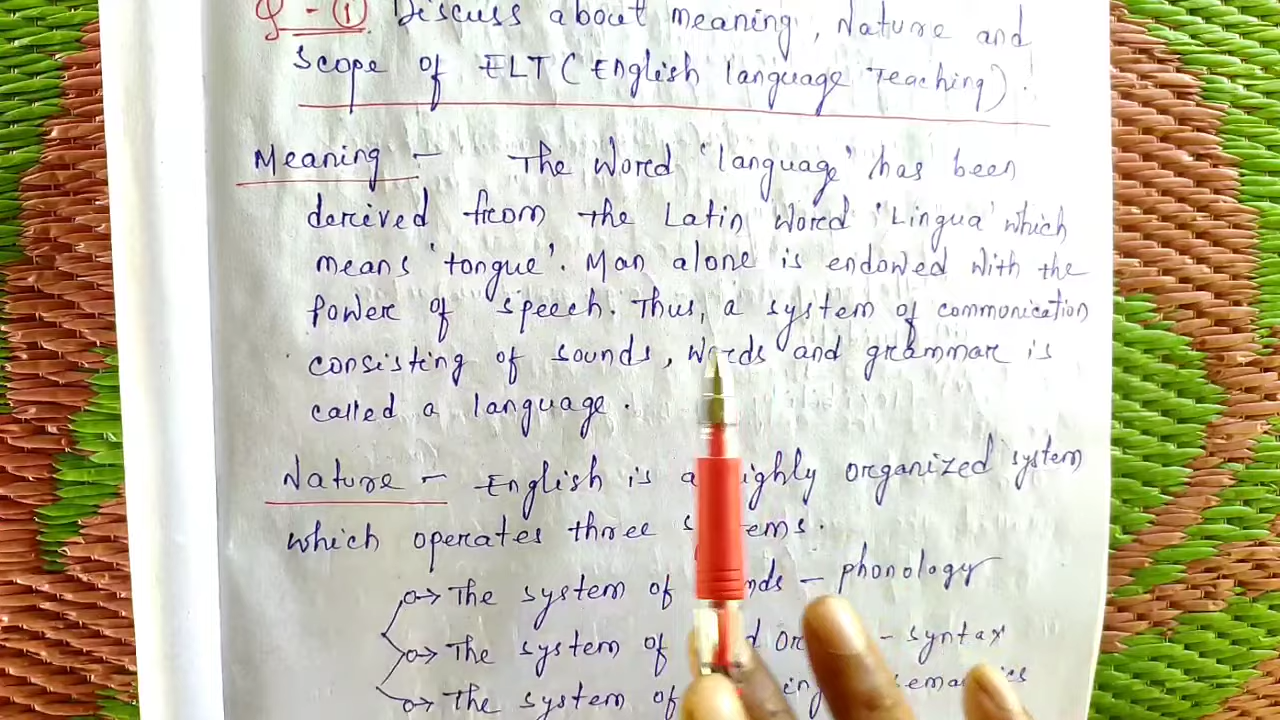 Q - (1) Discuss about meaning, Nature and
scope of ELT (English language Teaching).
Meaning - The word 'language' has been
derived from the Latin word 'Lingua' which
means 'tongue'. Man alone is endowed with the
power of speech. Thus, a system of communication
consisting of sounds, words and grammar is
called a language.
Nature - English is a highly organized system
which operates three
The system of - phonology
The system of - syntax
The system of